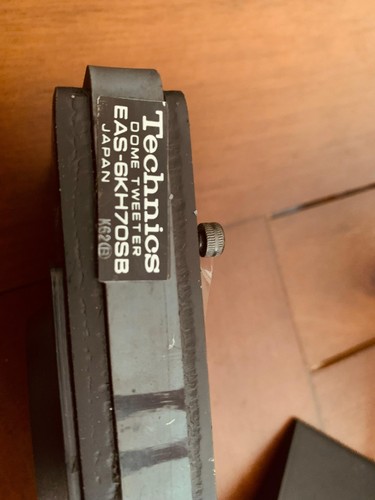 Technics
DOME TWEETER
EAS-6KH70SB
JAPAN K62(B)